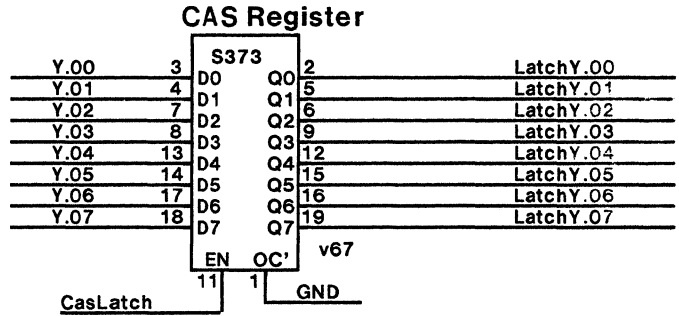 CAS Register
S373
Y.00 3 D0 Q0 2 LatchY.00
Y.01 4 D1 Q1 5 LatchY.01
Y.02 7 D2 Q2 6 LatchY.02
Y.03 8 D3 Q3 9 LatchY.03
Y.04 13 D4 Q4 12 LatchY.04
Y.05 14 D5 Q5 15 LatchY.05
Y.06 17 D6 Q6 16 LatchY.06
Y.07 18 D7 Q7 19 LatchY.07
v67
EN OC'
11 1
CasLatch GND